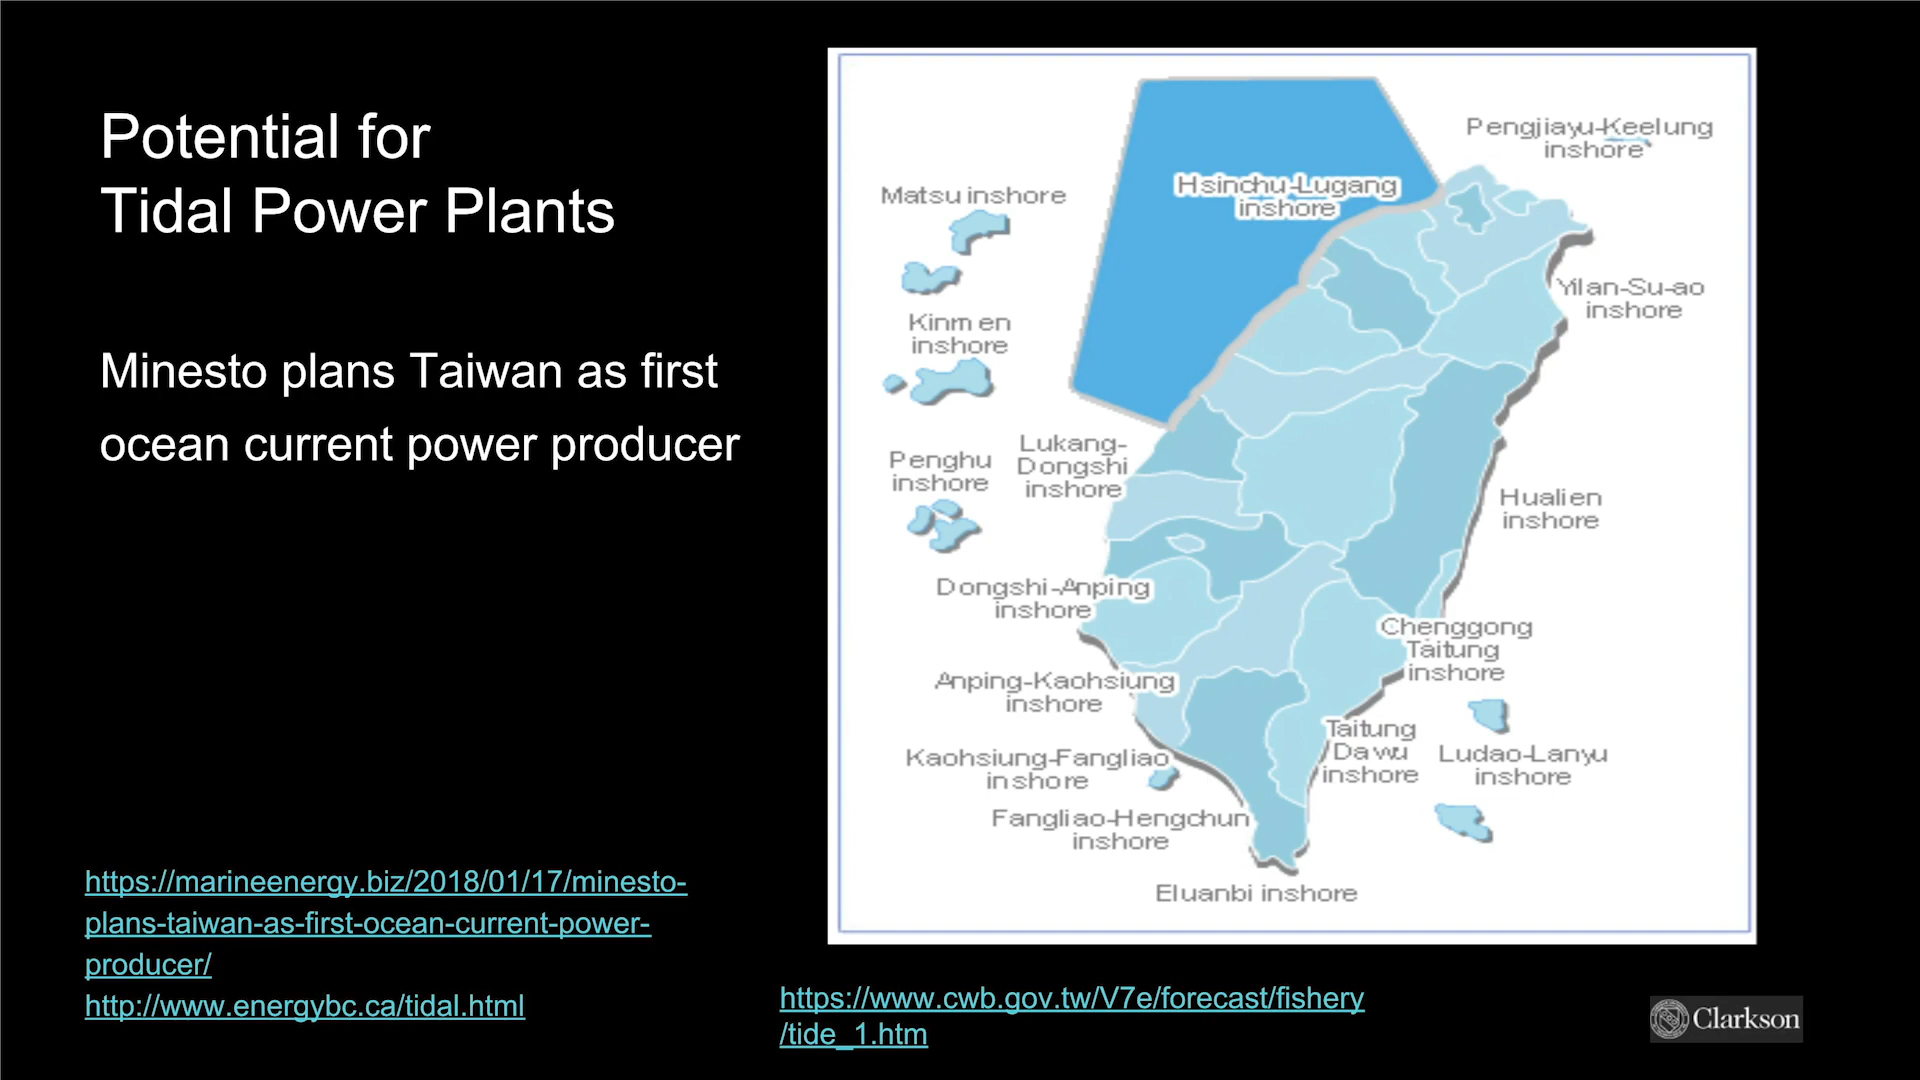 Potential for
Tidal Power Plants
Minesto plans Taiwan as first
ocean current power producer
https://marineenergy.biz/2018/01/17/minesto-
plans-taiwan-as-first-ocean-current-power-
producer/
http://www.energybc.ca/tidal.html
Pengjiayu-Keelung
inshore
Hsinchu-Lugang
inshore
Matsu inshore
Yilan-Su-ao
inshore
Kinmen
inshore
Lukang-
Dongshi
inshore
Penghu
inshore
Hualien
inshore
Dongshi-Anping
inshore
Chenggong
Taitung
inshore
Anping-Kaohsiung
inshore
Taitung
Dawu
inshore
Ludao-Lanyu
inshore
Kaohsiung-Fangliao
inshore
Fangliao-Hengchun
inshore
Eluanbi inshore
https://www.cwb.gov.tw/V7e/forecast/fishery
/tide_1.htm
Clarkson